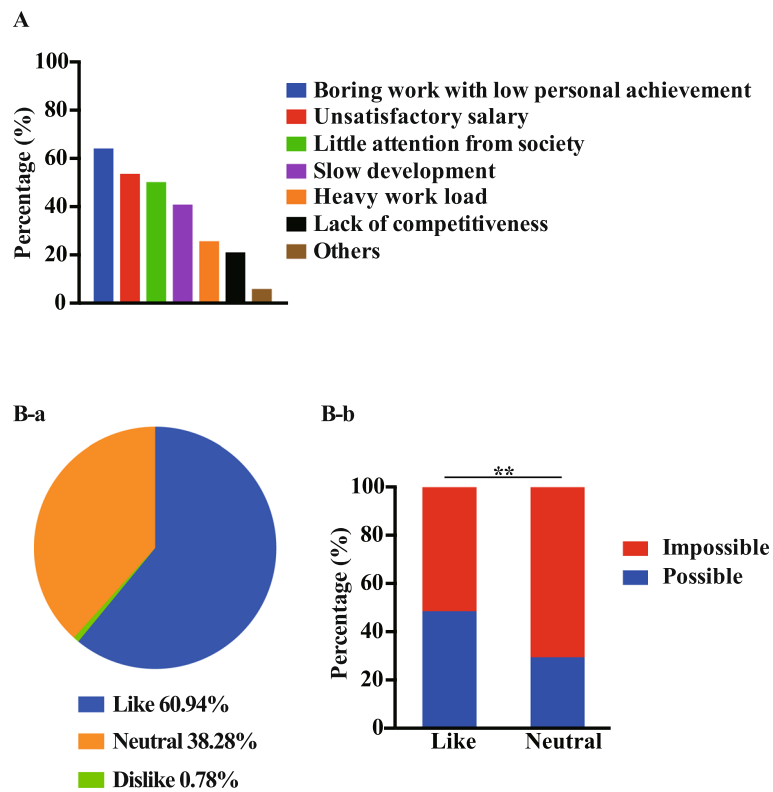 A
Percentage (%)
100
80
60
40
20
0
Boring work with low personal achievement
Unsatisfactory salary
Little attention from society
Slow development
Heavy work load
Lack of competitiveness
Others
B-a
Like 60.94%
Neutral 38.28%
Dislike 0.78%
B-b
**
Percentage (%)
100
80
60
40
20
0
Like
Neutral
Impossible
Possible